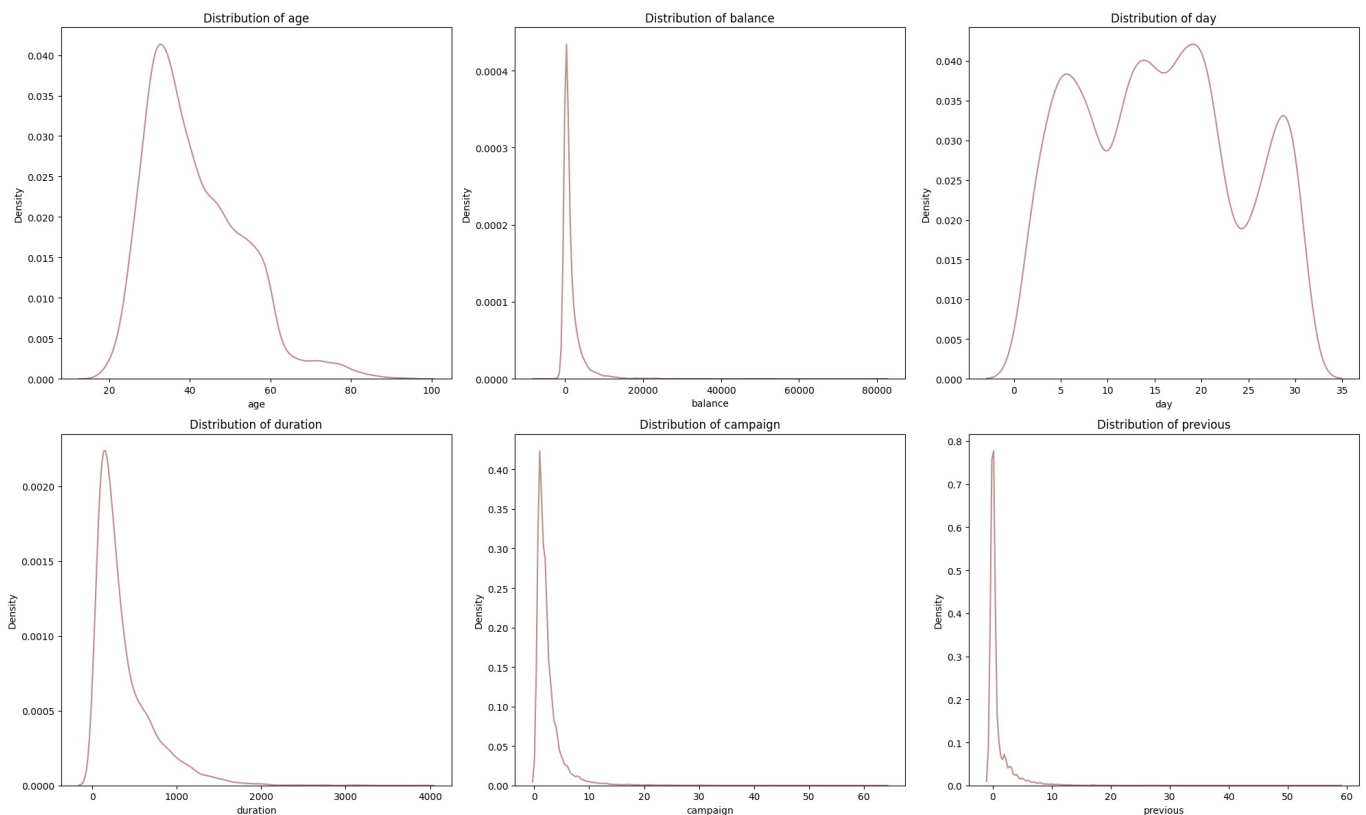 Distribution of age
0.040
0.035
0.030
0.025
0.020
0.015
0.010
0.005
0.000
Density
20 40 60 80 100
age
Distribution of balance
0.0004
0.0003
0.0002
0.0001
0.0000
Density
0 20000 40000 60000 80000
balance
Distribution of day
0.040
0.035
0.030
0.025
0.020
0.015
0.010
0.005
0.000
Density
0 5 10 15 20 25 30 35
day
Distribution of duration
0.0020
0.0015
0.0010
0.0005
0.0000
Density
0 1000 2000 3000 4000
duration
Distribution of campaign
0.40
0.35
0.30
0.25
0.20
0.15
0.10
0.05
0.00
Density
0 10 20 30 40 50 60
campaign
Distribution of previous
0.8
0.7
0.6
0.5
0.4
0.3
0.2
0.1
0.0
Density
0 10 20 30 40 50 60
previous